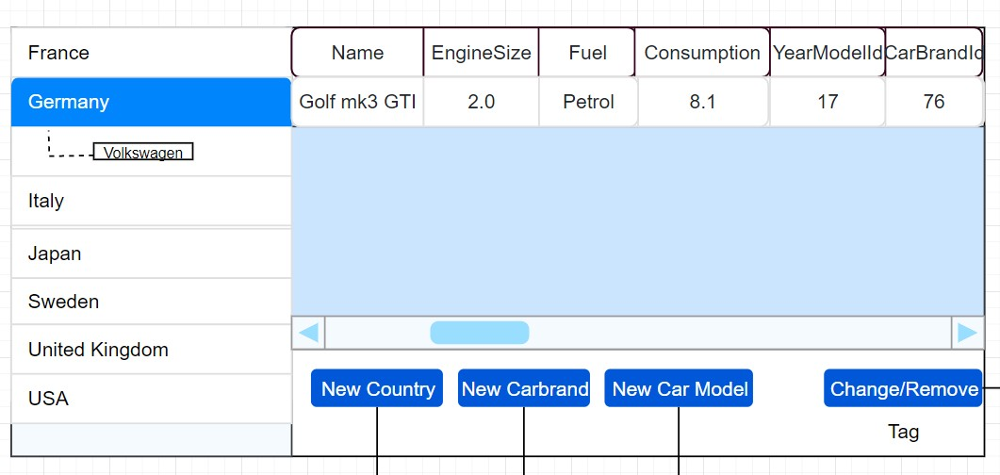 France
Name EngineSize Fuel Consumption YearModelId CarBrandId
Germany
Golf mk3 GTI 2.0 Petrol 8.1 17 76
Volkswagen
Italy
Japan
Sweden
United Kingdom
USA
New Country New Carbrand New Car Model Change/Remove
Tag